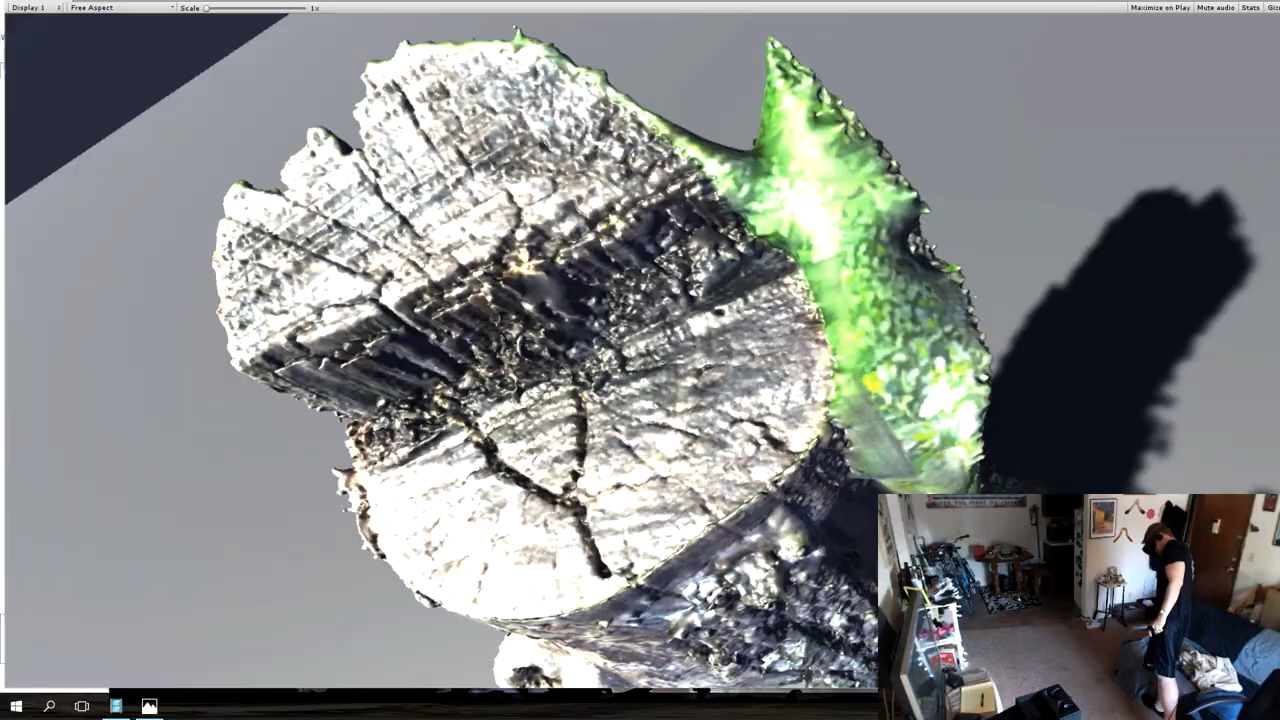 Display 1
Free Aspect
Scale
1x
Maximize on Play
Mute audio
Stats